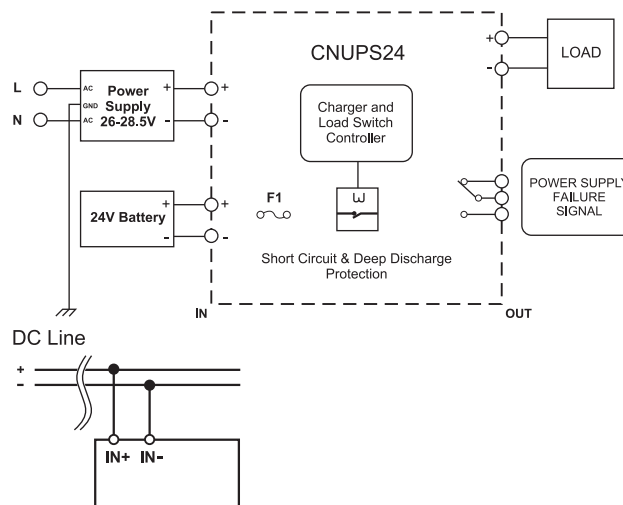 CNUPS24
+
-
LOAD
L
AC
Power
Supply
26-28.5V
+
+
GND
N
AC
-
-
Charger and
Load Switch
Controller
24V Battery
+
+
-
-
F1
POWER SUPPLY
FAILURE
SIGNAL
Short Circuit & Deep Discharge
Protection
IN
OUT
DC Line
+
-
IN+
IN-